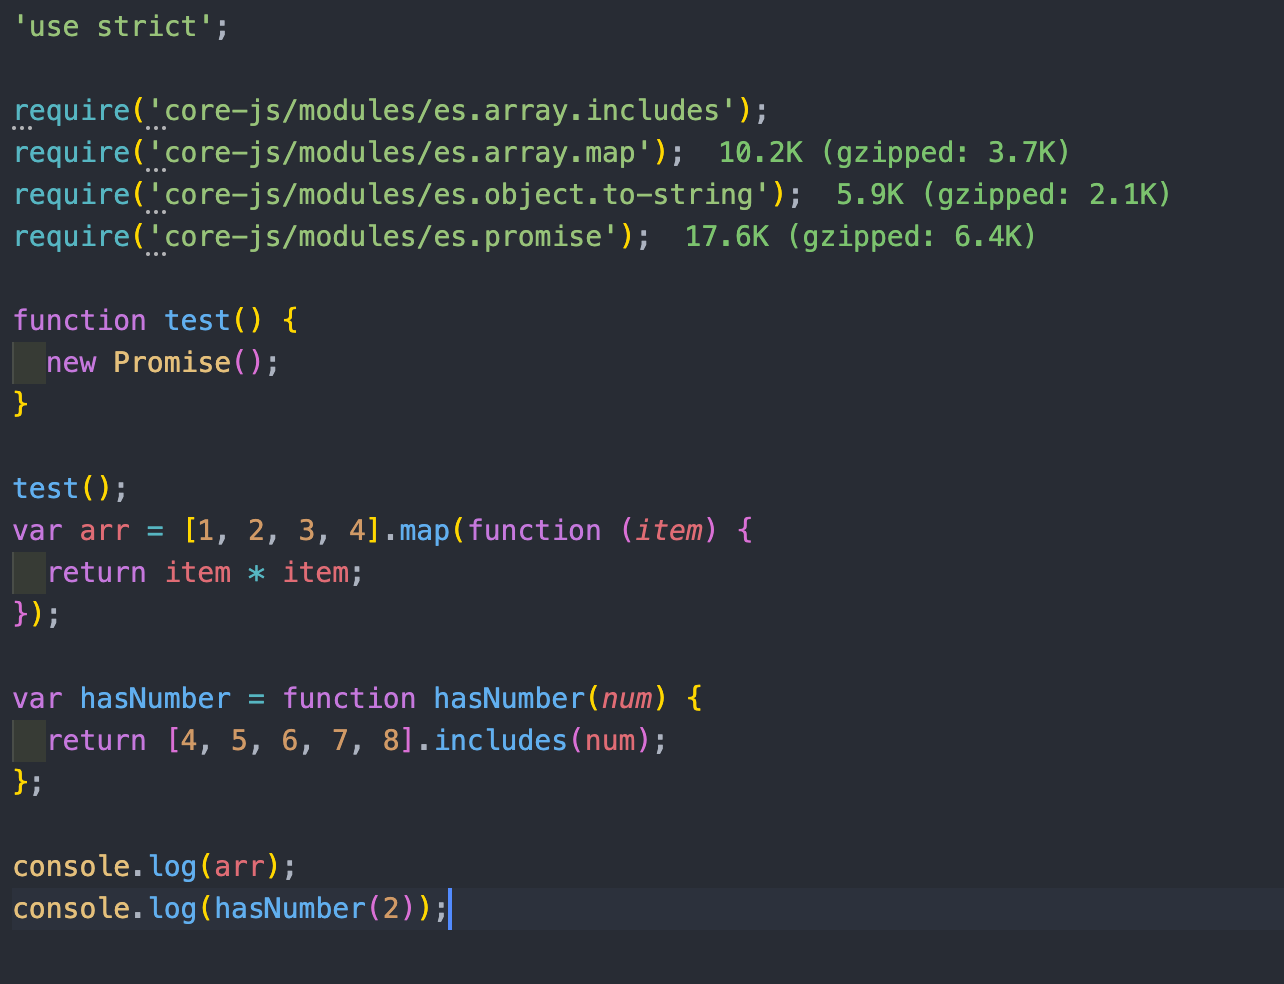 'use strict';
require('core-js/modules/es.array.includes');
require('core-js/modules/es.array.map');  10.2K (gzipped: 3.7K)
require('core-js/modules/es.object.to-string');  5.9K (gzipped: 2.1K)
require('core-js/modules/es.promise');  17.6K (gzipped: 6.4K)
function test() {
  new Promise();
}
test();
var arr = [1, 2, 3, 4].map(function (item) {
  return item * item;
});
var hasNumber = function hasNumber(num) {
  return [4, 5, 6, 7, 8].includes(num);
};
console.log(arr);
console.log(hasNumber(2));